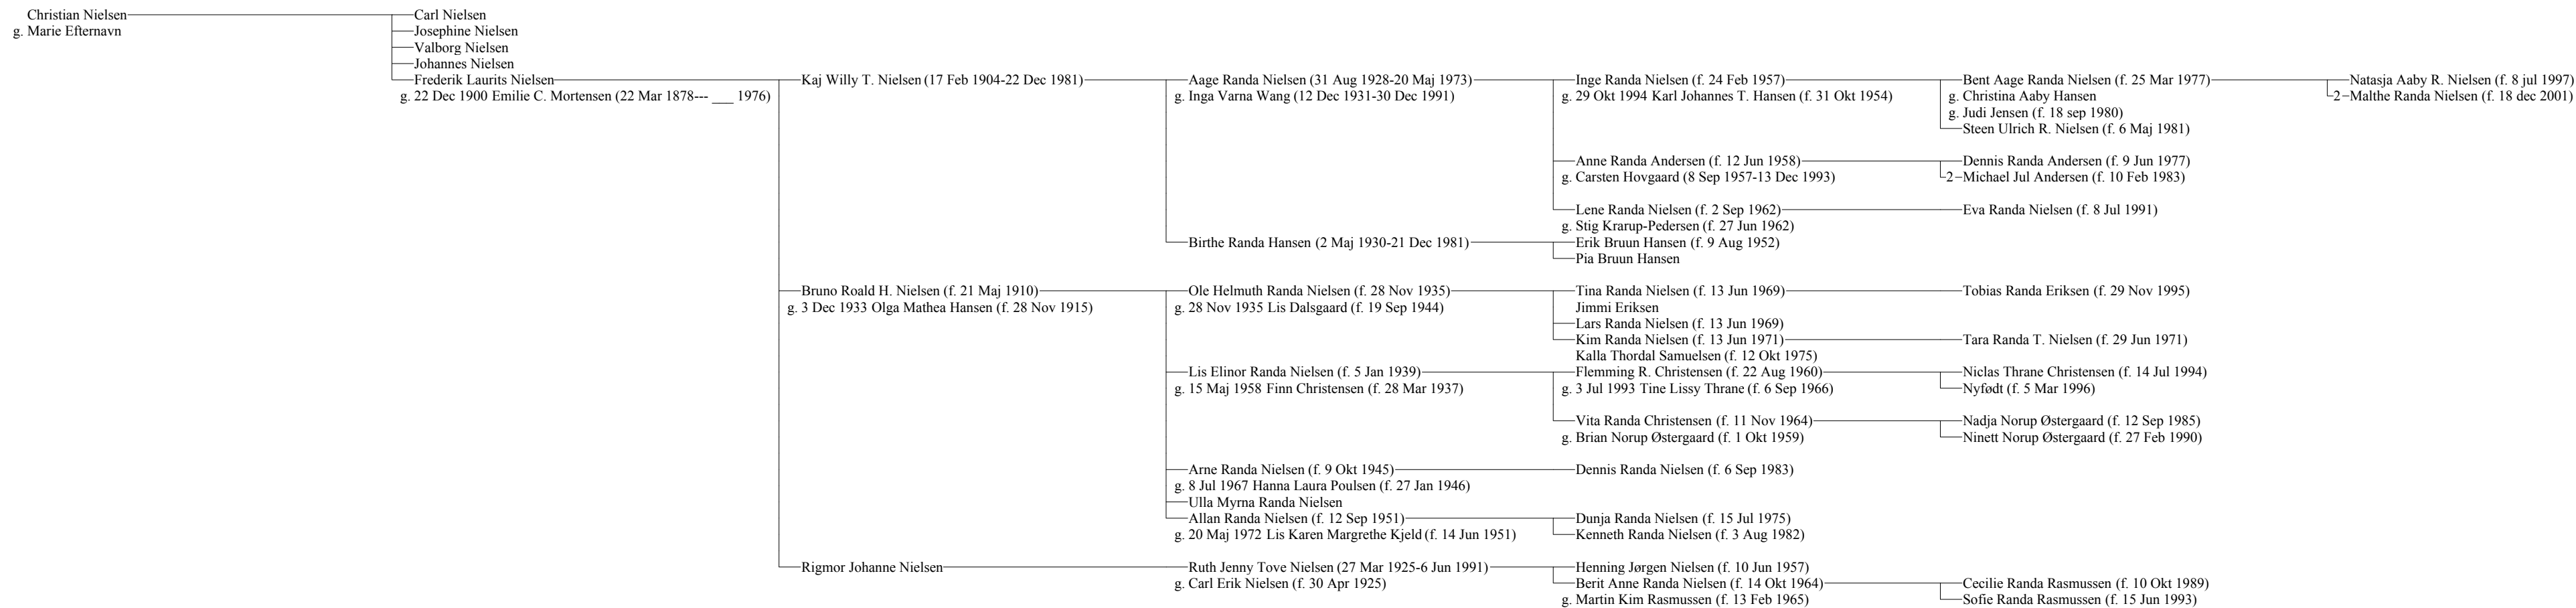 Christian Nielsen Carl Nielsen
g. Marie Efternavn Josephine Nielsen
Valborg Nielsen
Johannes Nielsen
Frederik Laurits Nielsen Kaj Willy T. Nielsen (17 Feb 1904-22 Dec 1981) Aage Randa Nielsen (31 Aug 1928-20 Maj 1973) Inge Randa Nielsen (f. 24 Feb 1957) Bent Aage Randa Nielsen (f. 25 Mar 1977) Natasja Aaby R. Nielsen (f. 8 jul 1997)
g. 22 Dec 1900 Emilie C. Mortensen (22 Mar 1878--- ___ 1976) g. Inga Varna Wang (12 Dec 1931-30 Dec 1991) g. 29 Okt 1994 Karl Johannes T. Hansen (f. 31 Okt 1954) g. Christina Aaby Hansen 2 Malthe Randa Nielsen (f. 18 dec 2001)
g. Judi Jensen (f. 18 sep 1980)
Steen Ulrich R. Nielsen (f. 6 Maj 1981)
Anne Randa Andersen (f. 12 Jun 1958) Dennis Randa Andersen (f. 9 Jun 1977)
g. Carsten Hovgaard (8 Sep 1957-13 Dec 1993) 2 Michael Jul Andersen (f. 10 Feb 1983)
Lene Randa Nielsen (f. 2 Sep 1962) Eva Randa Nielsen (f. 8 Jul 1991)
g. Stig Krarup-Pedersen (f. 27 Jun 1962)
Birthe Randa Hansen (2 Maj 1930-21 Dec 1981) Erik Bruun Hansen (f. 9 Aug 1952)
Pia Bruun Hansen
Bruno Roald H. Nielsen (f. 21 Maj 1910) Ole Helmuth Randa Nielsen (f. 28 Nov 1935) Tina Randa Nielsen (f. 13 Jun 1969) Tobias Randa Eriksen (f. 29 Nov 1995)
g. 3 Dec 1933 Olga Mathea Hansen (f. 28 Nov 1915) g. 28 Nov 1935 Lis Dalsgaard (f. 19 Sep 1944) Jimmi Eriksen
Lars Randa Nielsen (f. 13 Jun 1969)
Kim Randa Nielsen (f. 13 Jun 1971) Tara Randa T. Nielsen (f. 29 Jun 1971)
Kalla Thordal Samuelsen (f. 12 Okt 1975)
Lis Elinor Randa Nielsen (f. 5 Jan 1939) Flemming R. Christensen (f. 22 Aug 1960) Niclas Thrane Christensen (f. 14 Jul 1994)
g. 15 Maj 1958 Finn Christensen (f. 28 Mar 1937) g. 3 Jul 1993 Tine Lissy Thrane (f. 6 Sep 1966) Nyfødt (f. 5 Mar 1996)
Vita Randa Christensen (f. 11 Nov 1964) Nadja Norup Østergaard (f. 12 Sep 1985)
g. Brian Norup Østergaard (f. 1 Okt 1959) Ninett Norup Østergaard (f. 27 Feb 1990)
Arne Randa Nielsen (f. 9 Okt 1945) Dennis Randa Nielsen (f. 6 Sep 1983)
g. 8 Jul 1967 Hanna Laura Poulsen (f. 27 Jan 1946)
Ulla Myrna Randa Nielsen
Allan Randa Nielsen (f. 12 Sep 1951) Dunja Randa Nielsen (f. 15 Jul 1975)
g. 20 Maj 1972 Lis Karen Margrethe Kjeld (f. 14 Jun 1951) Kenneth Randa Nielsen (f. 3 Aug 1982)
Rigmor Johanne Nielsen Ruth Jenny Tove Nielsen (27 Mar 1925-6 Jun 1991) Henning Jørgen Nielsen (f. 10 Jun 1957)
g. Carl Erik Nielsen (f. 30 Apr 1925) Berit Anne Randa Nielsen (f. 14 Okt 1964) Cecilie Randa Rasmussen (f. 10 Okt 1989)
g. Martin Kim Rasmussen (f. 13 Feb 1965) Sofie Randa Rasmussen (f. 15 Jun 1993)